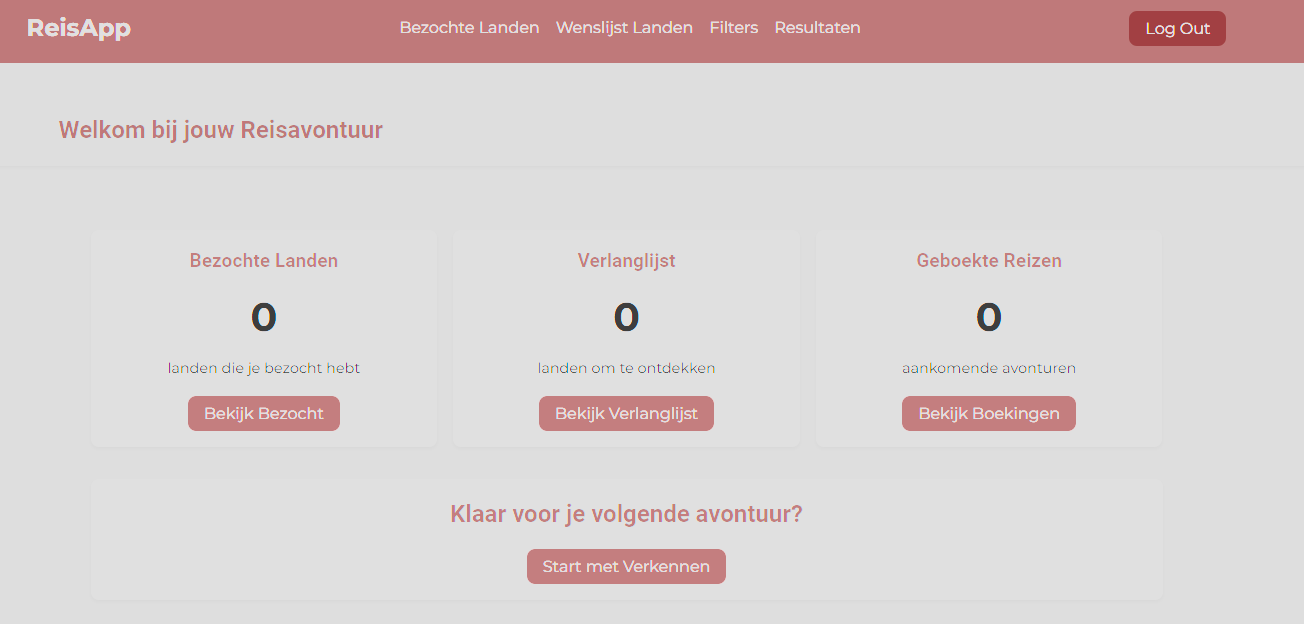 ReisApp
Bezochte Landen Wenslijst Landen Filters Resultaten
Log Out
Welkom bij jouw Reisavontuur
Bezochte Landen
0
landen die je bezocht hebt
Bekijk Bezocht
Verlanglijst
0
landen om te ontdekken
Bekijk Verlanglijst
Geboekte Reizen
0
aankomende avonturen
Bekijk Boekingen
Klaar voor je volgende avontuur?
Start met Verkennen